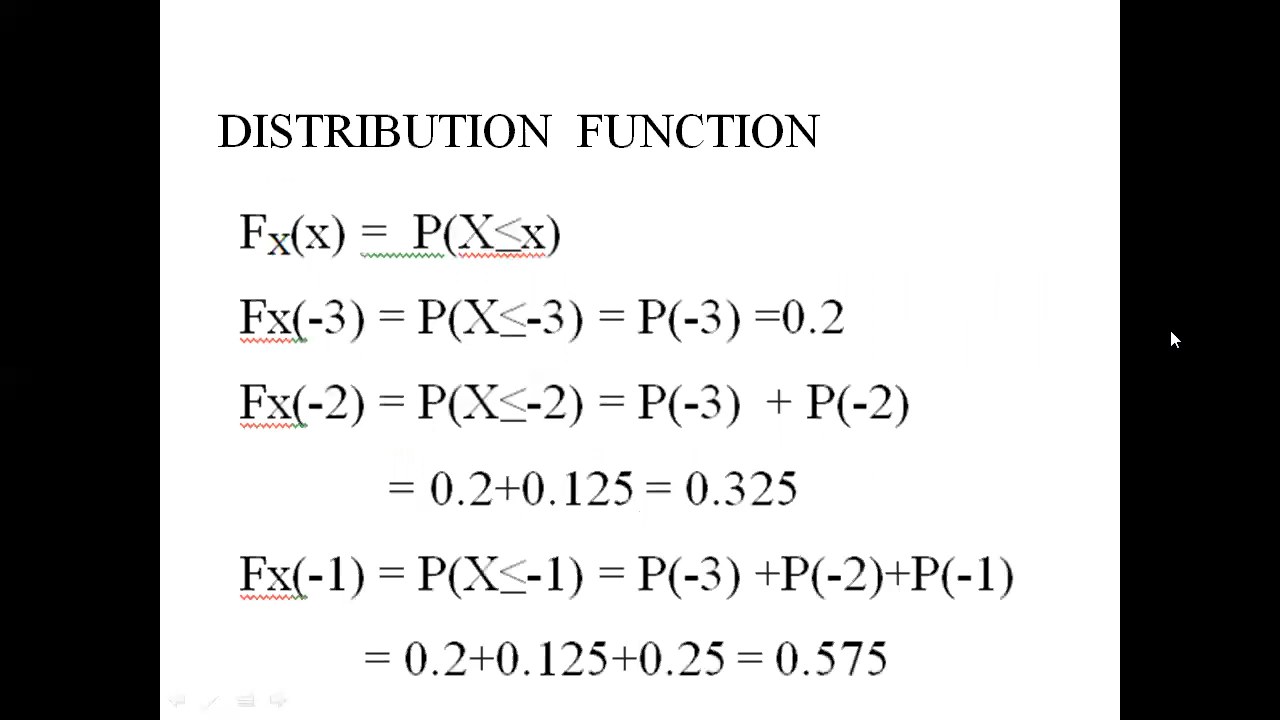 DISTRIBUTION FUNCTION
FX(x) = P(X≤x)
Fx(-3) = P(X≤-3) = P(-3) =0.2
Fx(-2) = P(X≤-2) = P(-3) + P(-2)
= 0.2+0.125 = 0.325
Fx(-1) = P(X≤-1) = P(-3) +P(-2)+P(-1)
= 0.2+0.125+0.25 = 0.575